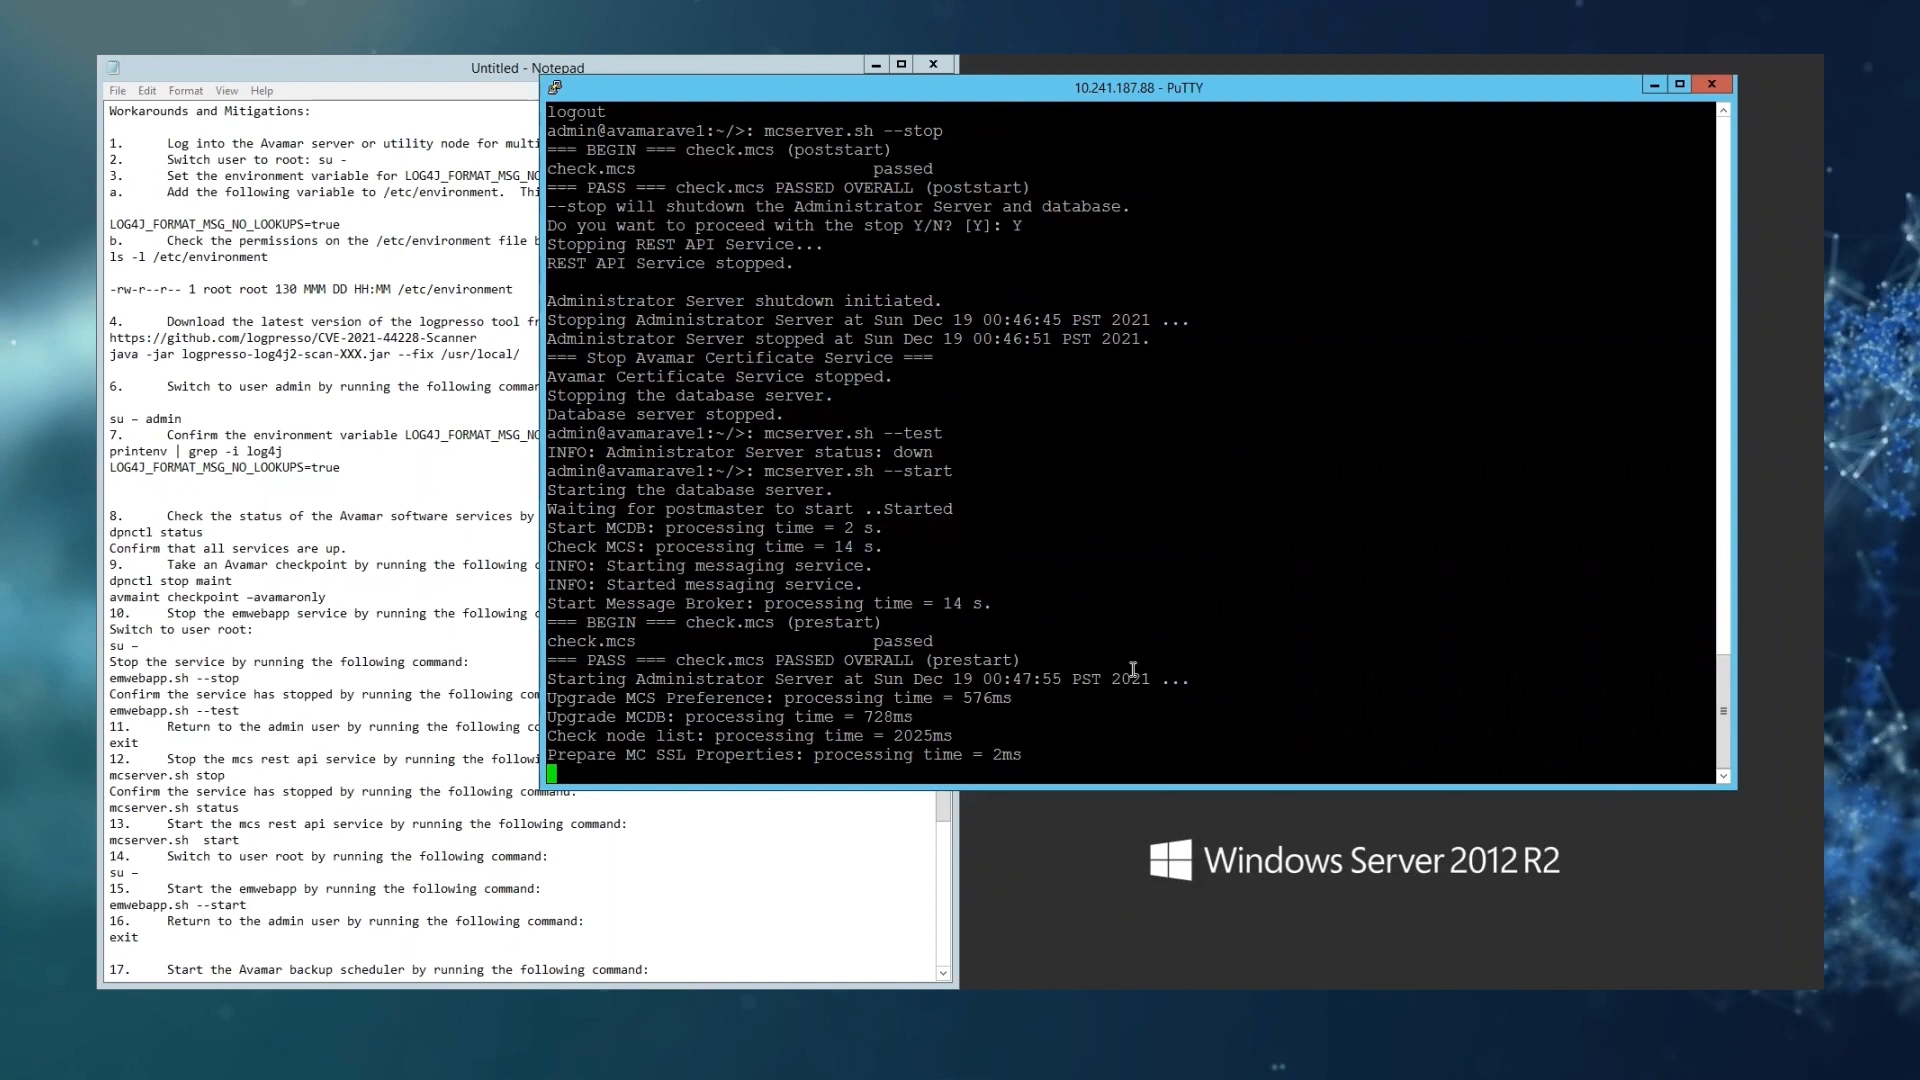 Untitled - Notepad
File Edit Format View Help
Workarounds and Mitigations:
1. Log into the Avamar server or utility node for multi
2. Switch user to root: su -
3. Set the environment variable for LOG4J_FORMAT_MSG_NO
a. Add the following variable to /etc/environment. Thi
LOG4J_FORMAT_MSG_NO_LOOKUPS=true
b. Check the permissions on the /etc/environment file b
ls -l /etc/environment
-rw-r--r-- 1 root root 130 MMM DD HH:MM /etc/environment
4. Download the latest version of the logpresso tool fr
https://github.com/logpresso/CVE-2021-44228-Scanner
java -jar logpresso-log4j2-scan-XXX.jar --fix /usr/local/
6. Switch to user admin by running the following comman
su – admin
7. Confirm the environment variable LOG4J_FORMAT_MSG_NO
printenv | grep -i log4j
LOG4J_FORMAT_MSG_NO_LOOKUPS=true
8. Check the status of the Avamar software services by
dpnctl status
Confirm that all services are up.
9. Take an Avamar checkpoint by running the following c
dpnctl stop maint
avmaint checkpoint –avamaronly
10. Stop the emwebapp service by running the following c
Switch to user root:
su –
Stop the service by running the following command:
emwebapp.sh --stop
Confirm the service has stopped by running the following com
emwebapp.sh --test
11. Return to the admin user by running the following co
exit
12. Stop the mcs rest api service by running the followi
mcserver.sh stop
Confirm the service has stopped by running the following command:
mcserver.sh status
13. Start the mcs rest api service by running the following command:
mcserver.sh start
14. Switch to user root by running the following command:
su –
15. Start the emwebapp by running the following command:
emwebapp.sh --start
16. Return to the admin user by running the following command:
exit
17. Start the Avamar backup scheduler by running the following command:
10.241.187.88 - PuTTY
logout
admin@avamarave1:~/>: mcserver.sh --stop
=== BEGIN === check.mcs (poststart)
check.mcs passed
=== PASS === check.mcs PASSED OVERALL (poststart)
--stop will shutdown the Administrator Server and database.
Do you want to proceed with the stop Y/N? [Y]: Y
Stopping REST API Service...
REST API Service stopped.
Administrator Server shutdown initiated.
Stopping Administrator Server at Sun Dec 19 00:46:45 PST 2021 ...
Administrator Server stopped at Sun Dec 19 00:46:51 PST 2021.
=== Stop Avamar Certificate Service ===
Avamar Certificate Service stopped.
Stopping the database server.
Database server stopped.
admin@avamarave1:~/>: mcserver.sh --test
INFO: Administrator Server status: down
admin@avamarave1:~/>: mcserver.sh --start
Starting the database server.
Waiting for postmaster to start ..Started
Start MCDB: processing time = 2 s.
Check MCS: processing time = 14 s.
INFO: Starting messaging service.
INFO: Started messaging service.
Start Message Broker: processing time = 14 s.
=== BEGIN === check.mcs (prestart)
check.mcs passed
=== PASS === check.mcs PASSED OVERALL (prestart)
Starting Administrator Server at Sun Dec 19 00:47:55 PST 2021 ...
Upgrade MCS Preference: processing time = 576ms
Upgrade MCDB: processing time = 728ms
Check node list: processing time = 2025ms
Prepare MC SSL Properties: processing time = 2ms
Windows Server 2012 R2